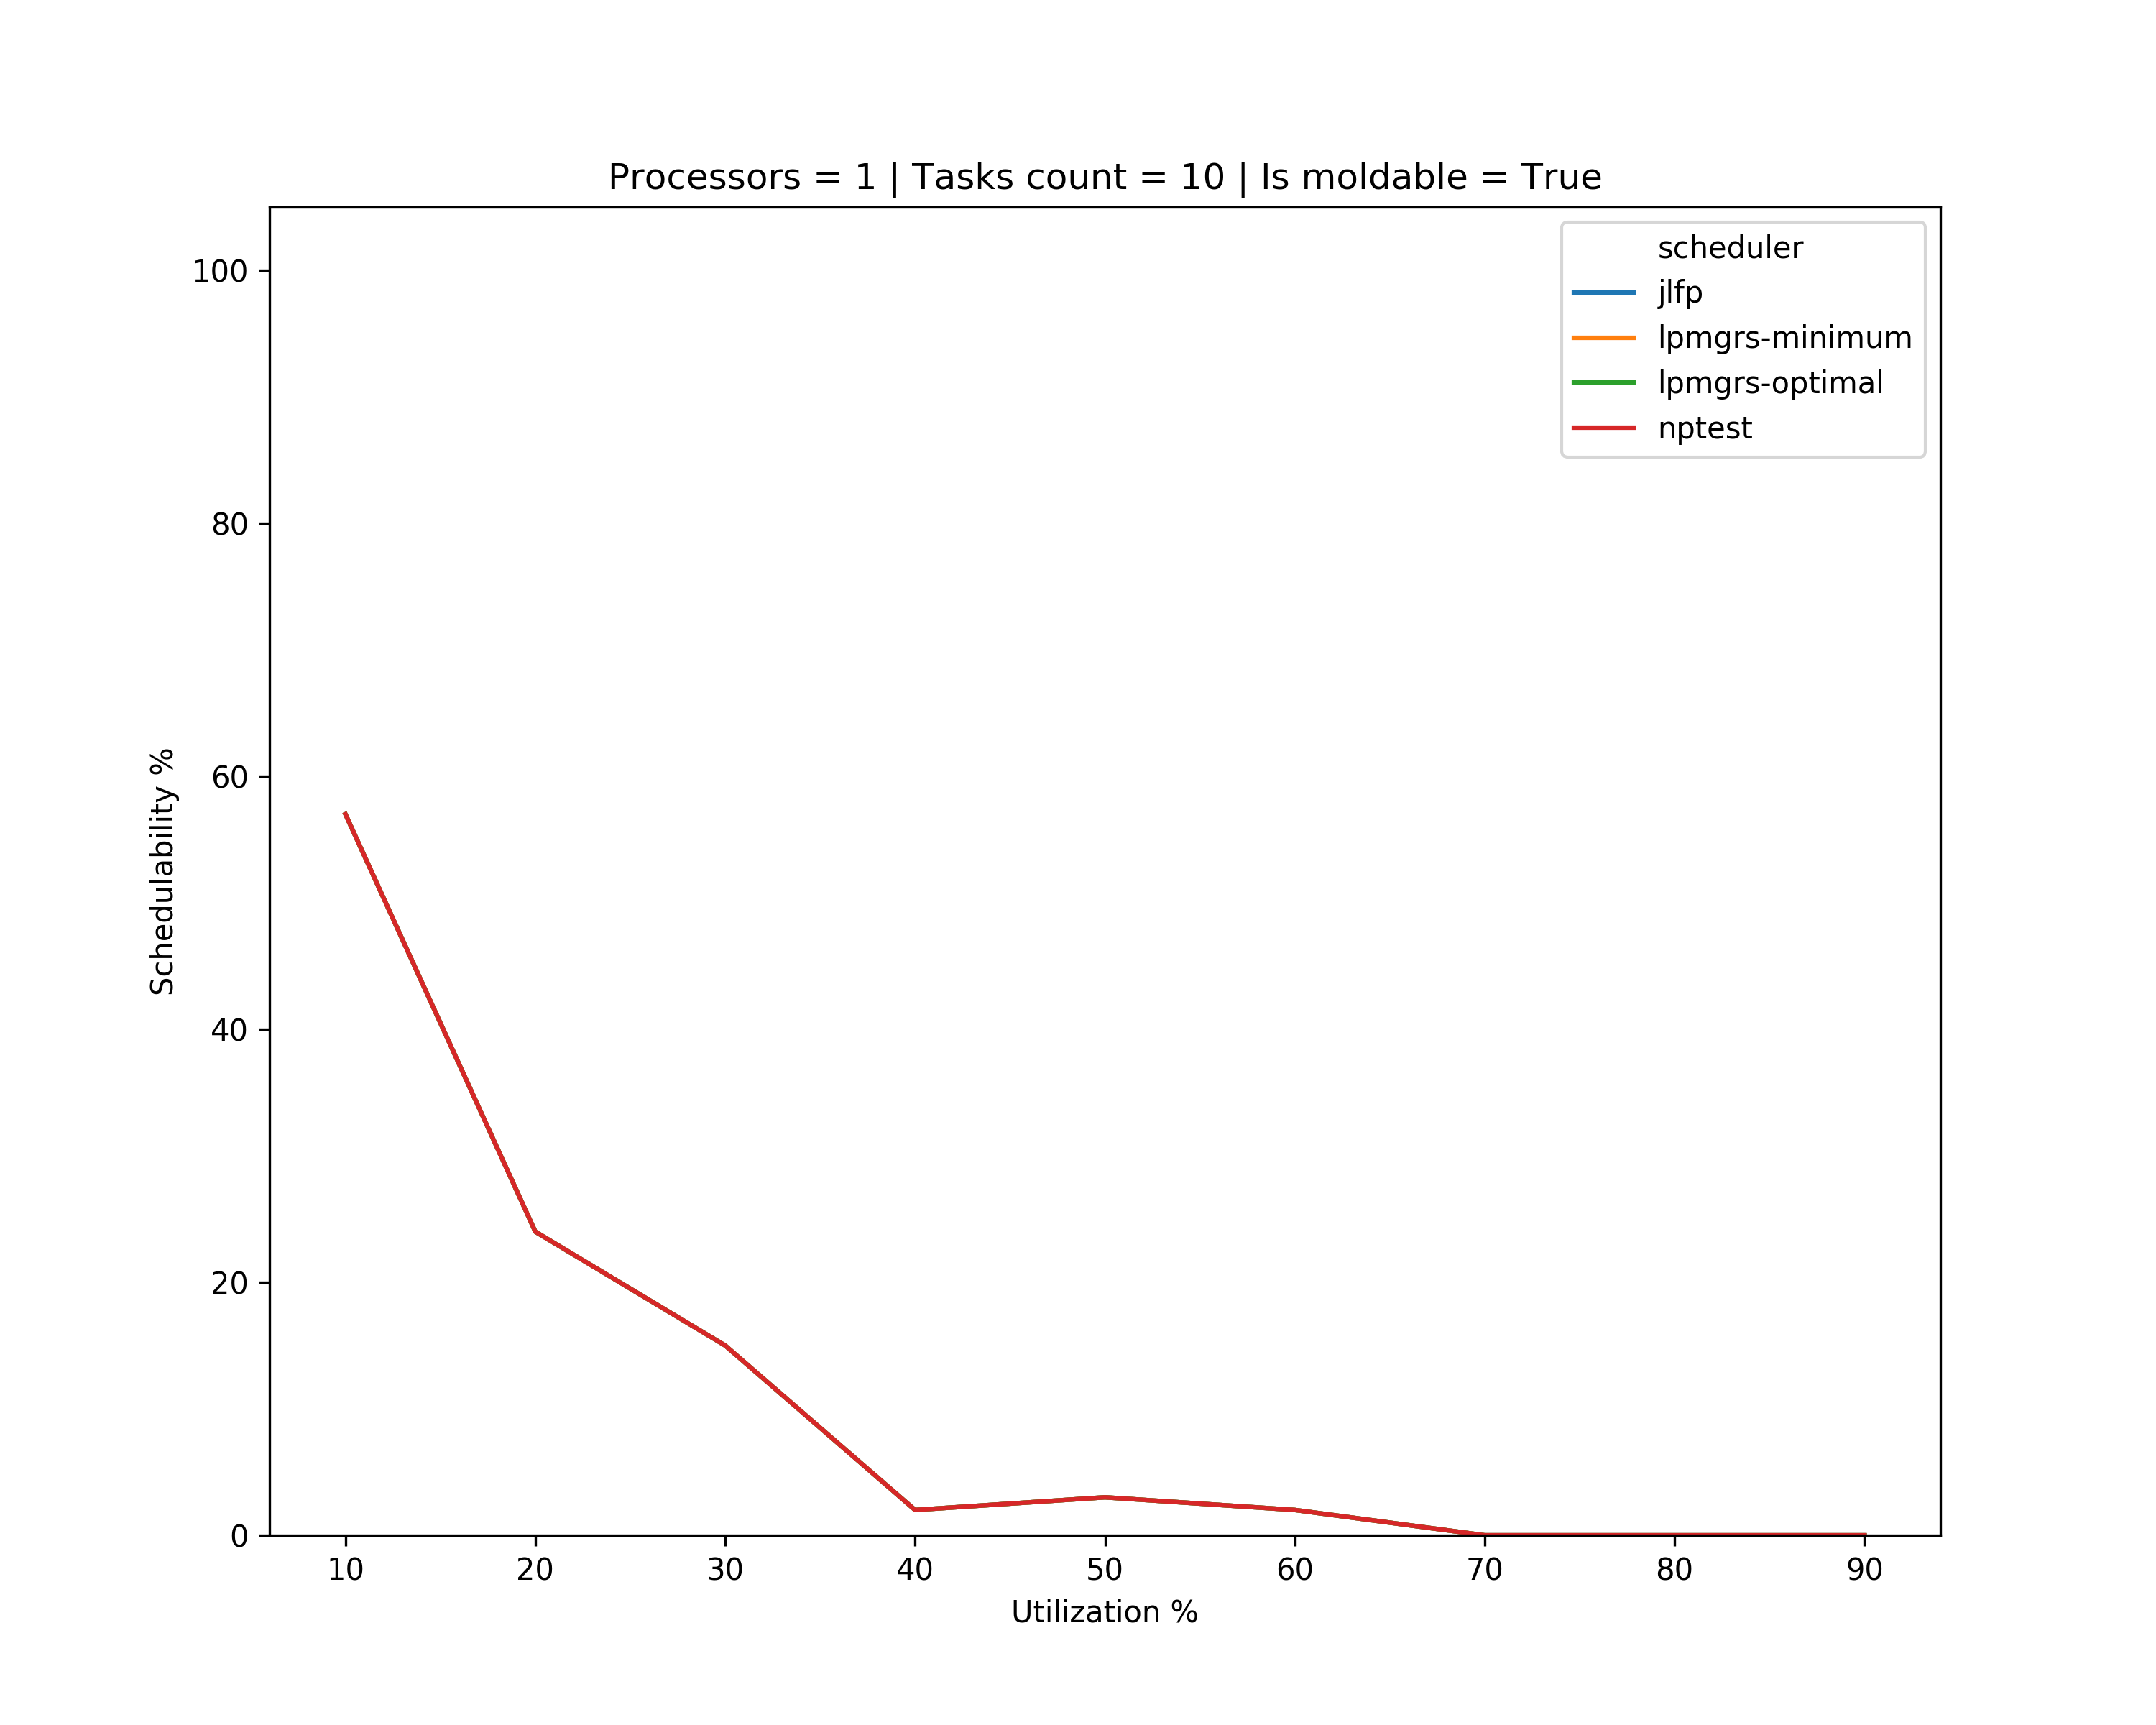 Processors = 1 | Tasks count = 10 | Is moldable = True
scheduler
jlfp
lpmgrs-minimum
lpmgrs-optimal
nptest
Schedulability %
100
80
60
40
20
0
10 20 30 40 50 60 70 80 90
Utilization %